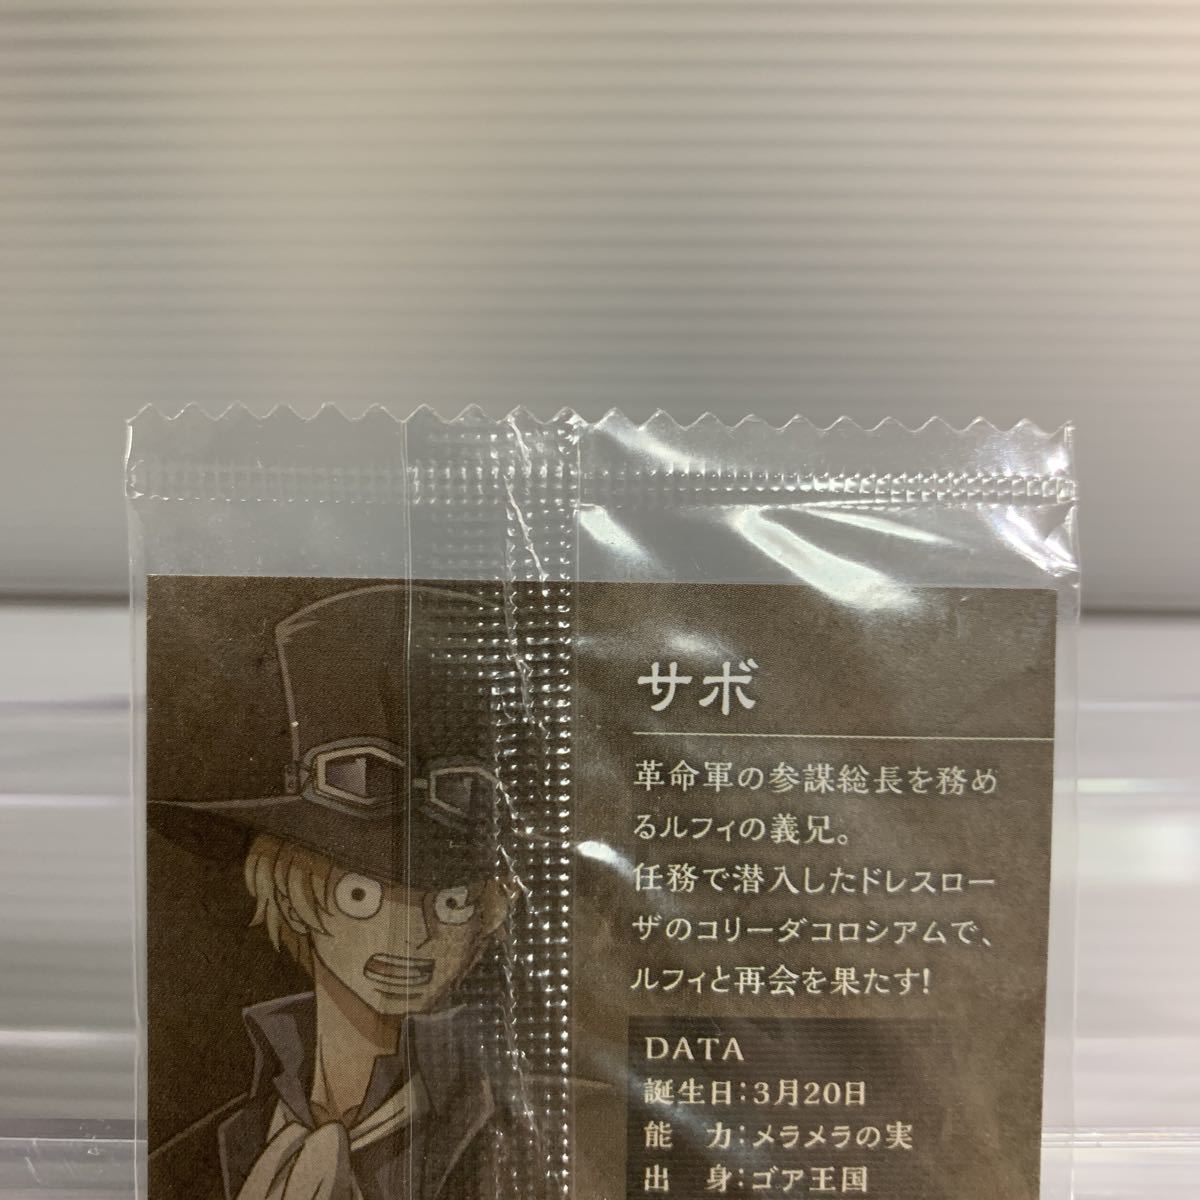 サボ
革命軍の参謀総長を務め
るルフィの義兄。
任務で潜入したドレスロー
ザのコリーダコロシアムで、
ルフィと再会を果たす!
DATA
誕生日:3月20日
能　力:メラメラの実
出　身:ゴア王国